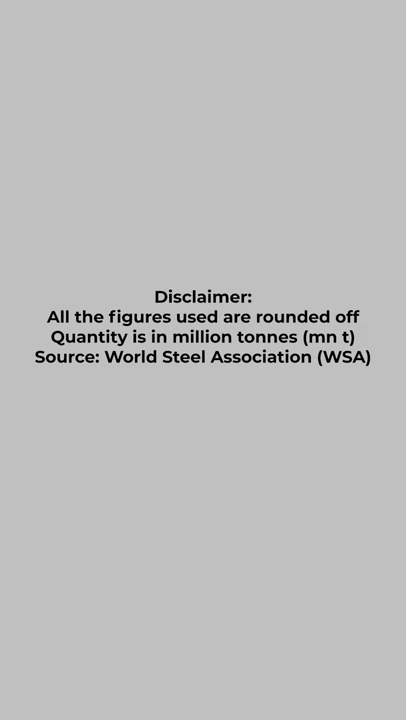 Disclaimer:
All the figures used are rounded off
Quantity is in million tonnes (mn t)
Source: World Steel Association (WSA)